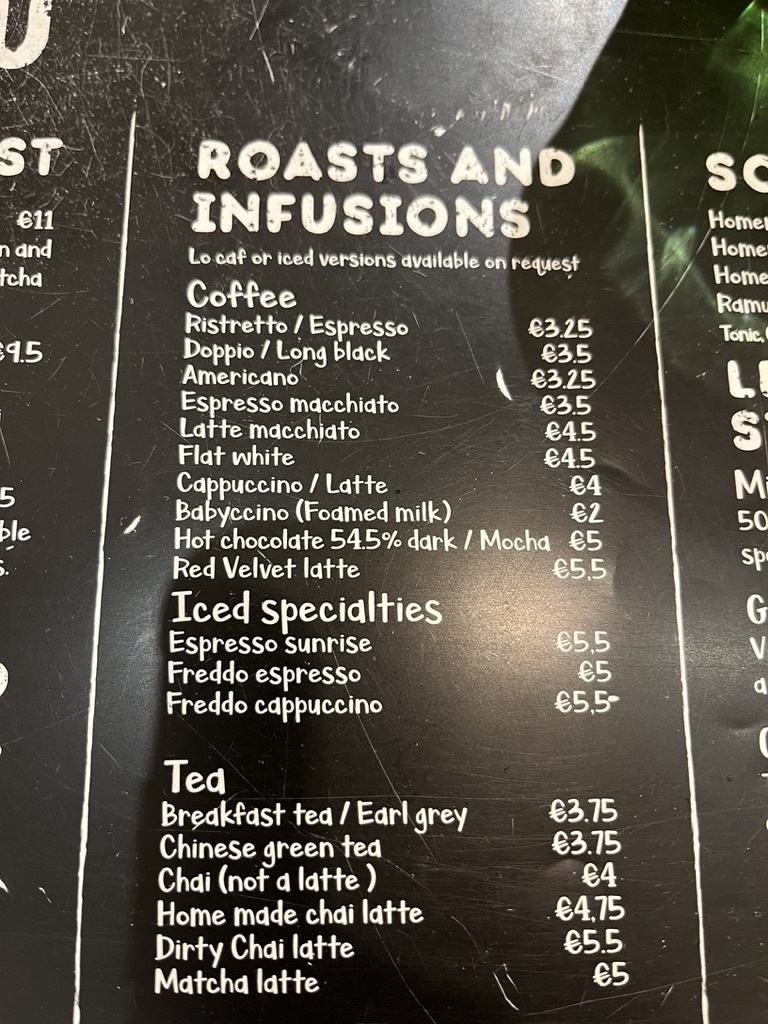 ST
€11
n and
tcha
€9.5
5
ble
s.
ROASTS AND
INFUSIONS
Lo caf or iced versions available on request
Coffee
Ristretto / Espresso €3.25
Doppio / Long black €3.5
Americano €3.25
Espresso macchiato €3.5
Latte macchiato €4.5
Flat white €4.5
Cappuccino / Latte €4
Babyccino (Foamed milk) €2
Hot chocolate 54.5% dark / Mocha €5
Red Velvet latte €5,5
Iced specialties
Espresso sunrise €5,5
Freddo espresso €5
Freddo cappuccino €5,5-
Tea
Breakfast tea / Earl grey €3.75
Chinese green tea €3.75
Chai (not a latte ) €4
Home made chai latte €4,75
Dirty Chai latte €5.5
Matcha latte €5
SO
Homem
Home
Home
Ramu
Tonic,
L
S
Mi
50
spe
G
V
a